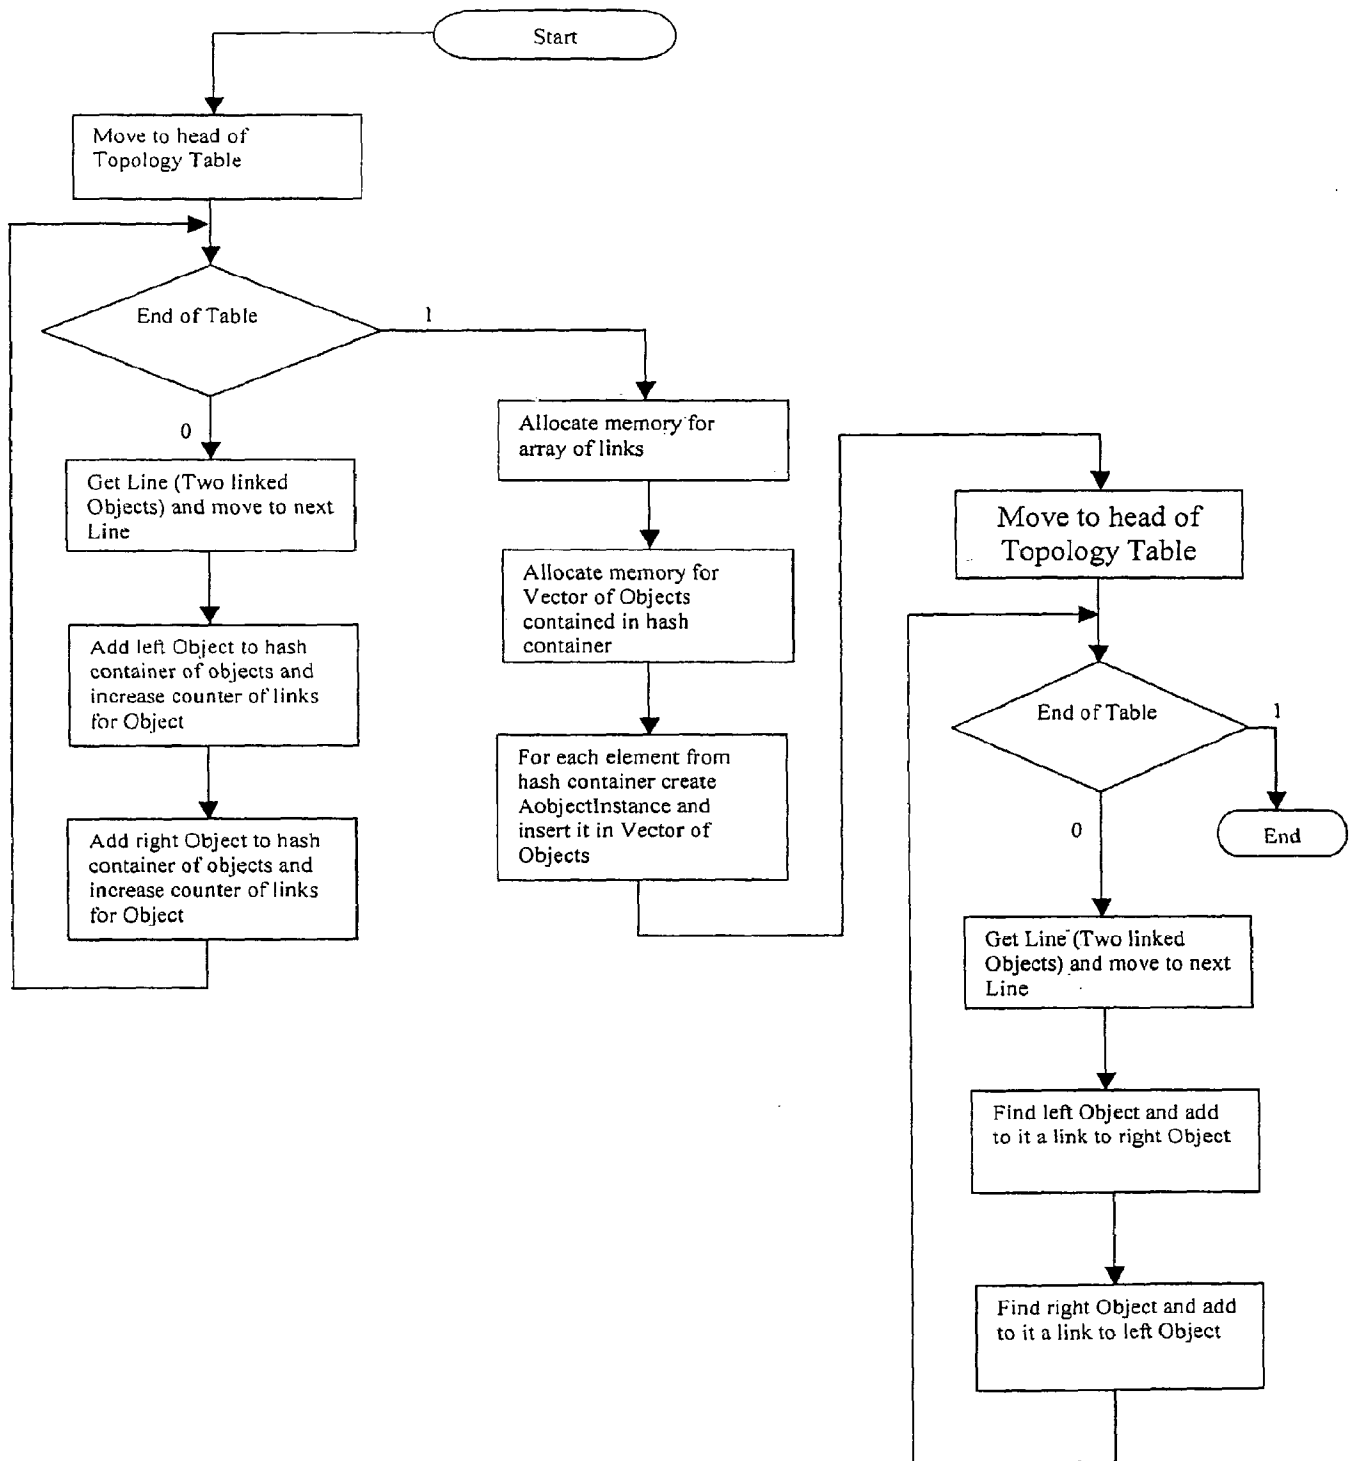 Start
Move to head of
Topology Table
End of Table
1
0
Get Line (Two linked
Objects) and move to next
Line
Add left Object to hash
container of objects and
increase counter of links
for Object
Add right Object to hash
container of objects and
increase counter of links
for Object
Allocate memory for
array of links
Allocate memory for
Vector of Objects
contained in hash
container
For each element from
hash container create
AobjectInstance and
insert it in Vector of
Objects
Move to head of
Topology Table
End of Table
1
End
0
Get Line (Two linked
Objects) and move to next
Line
Find left Object and add
to it a link to right Object
Find right Object and add
to it a link to left Object